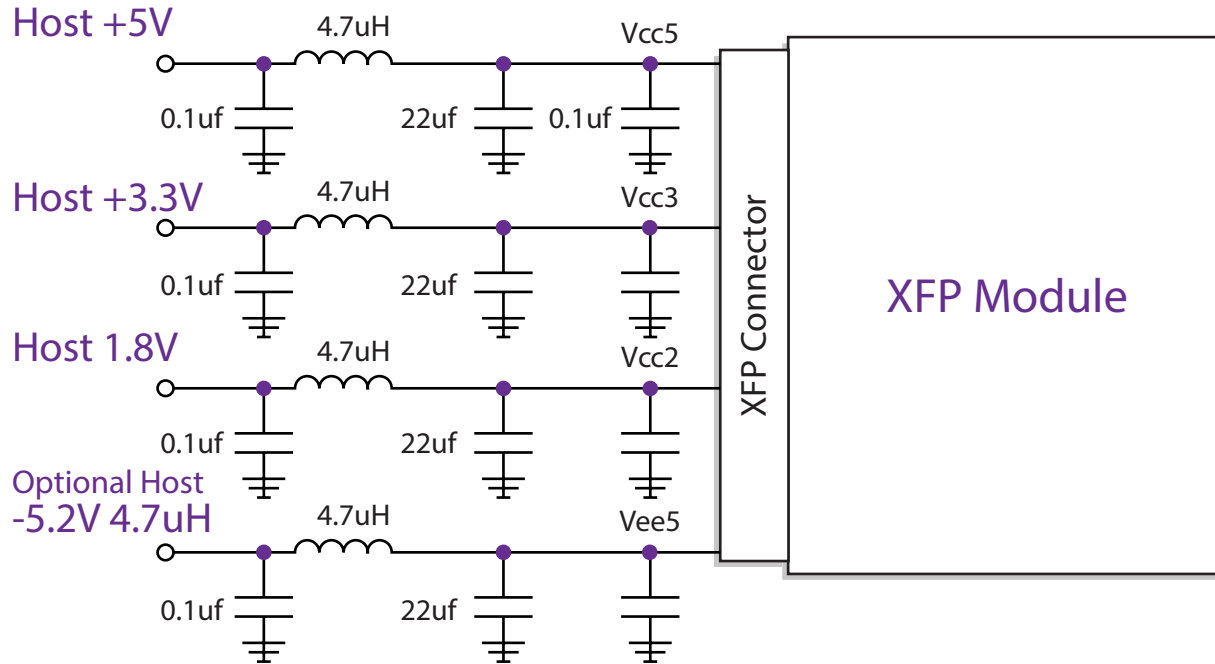 Host +5V
4.7uH
Vcc5
0.1uf
22uf
0.1uf
Host +3.3V
4.7uH
Vcc3
0.1uf
22uf
Host 1.8V
4.7uH
Vcc2
0.1uf
22uf
Optional Host
-5.2V 4.7uH
4.7uH
Vee5
0.1uf
22uf
XFP Connector
XFP Module